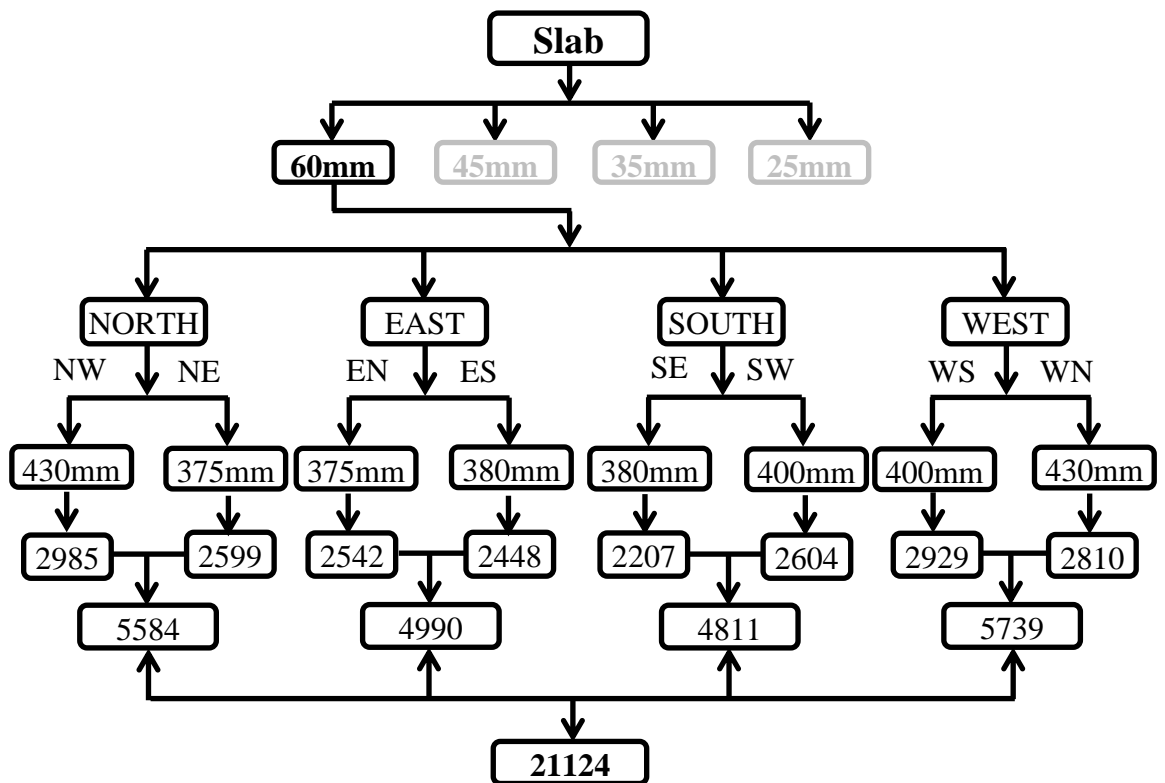 Slab
60mm 45mm 35mm 25mm
NORTH EAST SOUTH WEST
NW NE EN ES SE SW WS WN
430mm 375mm 375mm 380mm 380mm 400mm 400mm 430mm
2985 2599 2542 2448 2207 2604 2929 2810
5584 4990 4811 5739
21124